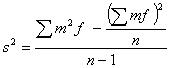 s² = (∑m²f − (∑mf)²/n) / (n − 1)